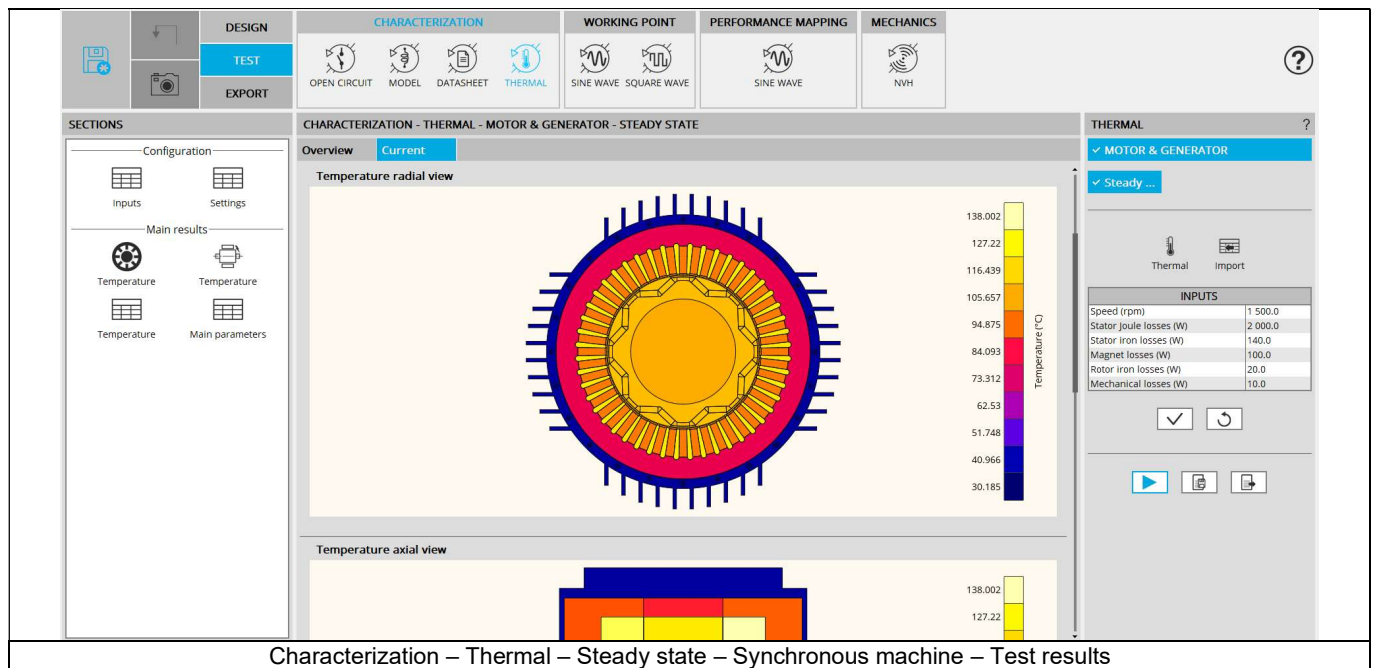 DESIGN
TEST
EXPORT
CHARACTERIZATION
OPEN CIRCUIT
MODEL
DATASHEET
THERMAL
WORKING POINT
SINE WAVE
SQUARE WAVE
PERFORMANCE MAPPING
SINE WAVE
MECHANICS
NVH
?
SECTIONS
Configuration
Inputs
Settings
Main results
Temperature
Temperature
Temperature
Main parameters
CHARACTERIZATION - THERMAL - MOTOR & GENERATOR - STEADY STATE
Overview
Current
Temperature radial view
138.002
127.22
116.439
105.657
94.875
84.093
73.312
62.53
51.748
40.966
30.185
Temperature (°C)
Temperature axial view
138.002
127.22
THERMAL
?
MOTOR & GENERATOR
Steady ...
Thermal
Import
INPUTS
Speed (rpm) 1 500.0
Stator Joule losses (W) 2 000.0
Stator iron losses (W) 140.0
Magnet losses (W) 100.0
Rotor iron losses (W) 20.0
Mechanical losses (W) 10.0
Characterization – Thermal – Steady state – Synchronous machine – Test results